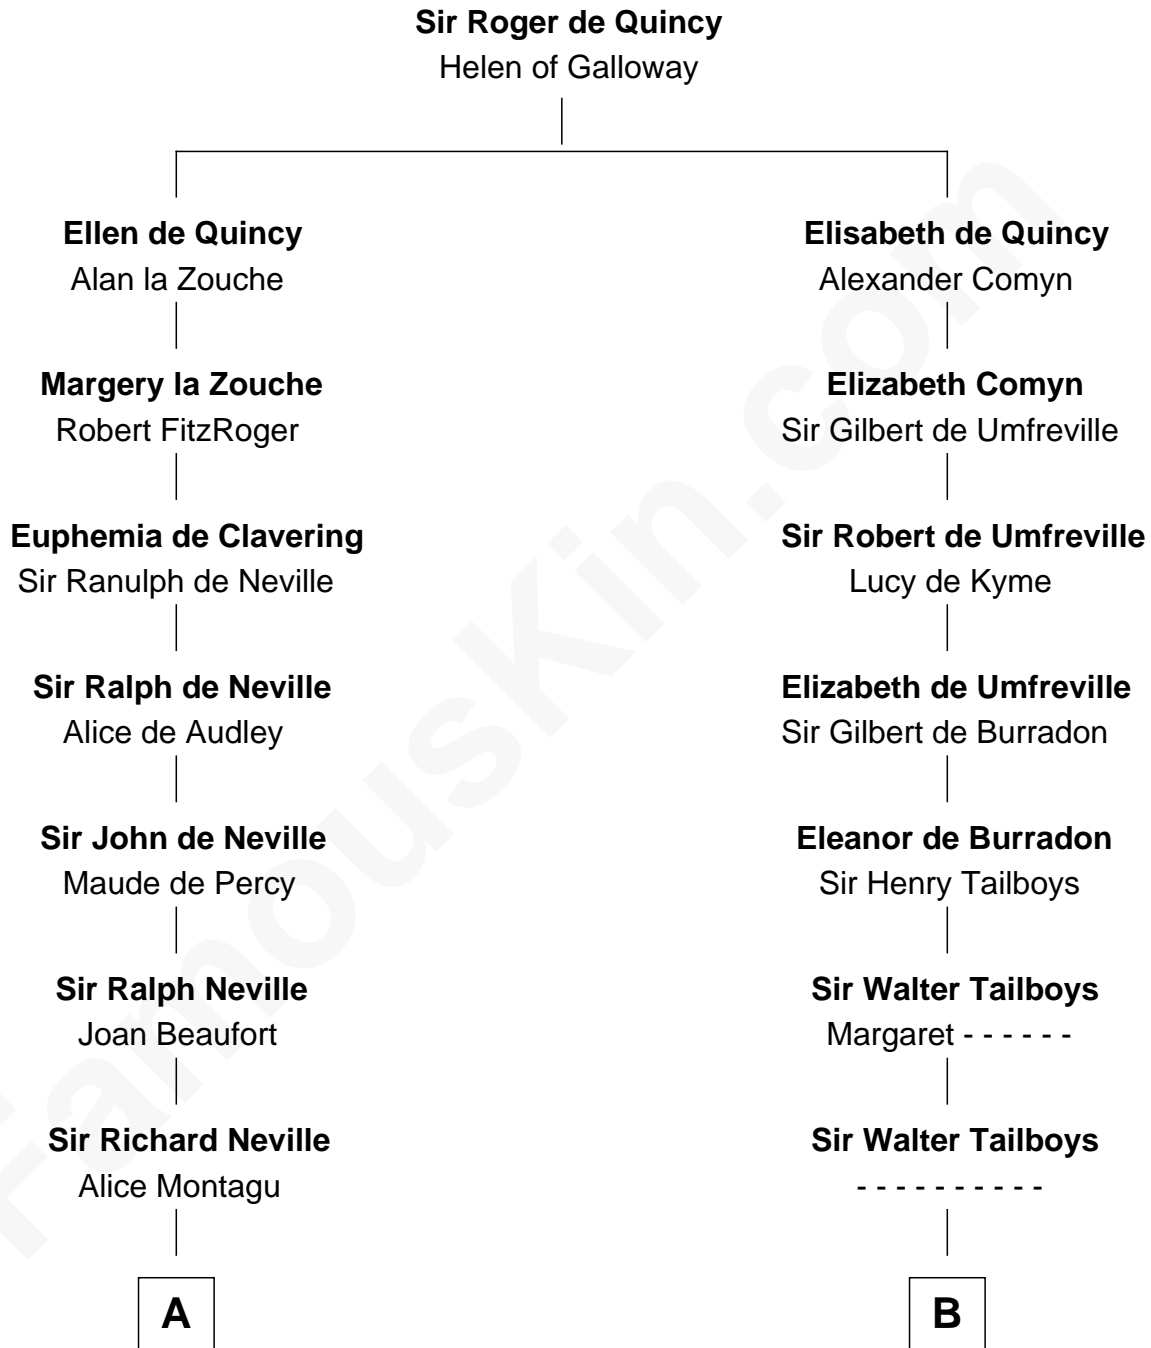 Sir Roger de Quincy
Helen of Galloway
Ellen de Quincy
Alan la Zouche
Elisabeth de Quincy
Alexander Comyn
Margery la Zouche
Robert FitzRoger
Elizabeth Comyn
Sir Gilbert de Umfreville
Euphemia de Clavering
Sir Ranulph de Neville
Sir Robert de Umfreville
Lucy de Kyme
Sir Ralph de Neville
Alice de Audley
Elizabeth de Umfreville
Sir Gilbert de Burradon
Sir John de Neville
Maude de Percy
Eleanor de Burradon
Sir Henry Tailboys
Sir Ralph Neville
Joan Beaufort
Sir Walter Tailboys
Margaret - - - - - -
Sir Richard Neville
Alice Montagu
Sir Walter Tailboys
- - - - - - - - - -
A
B
FamousKin.com